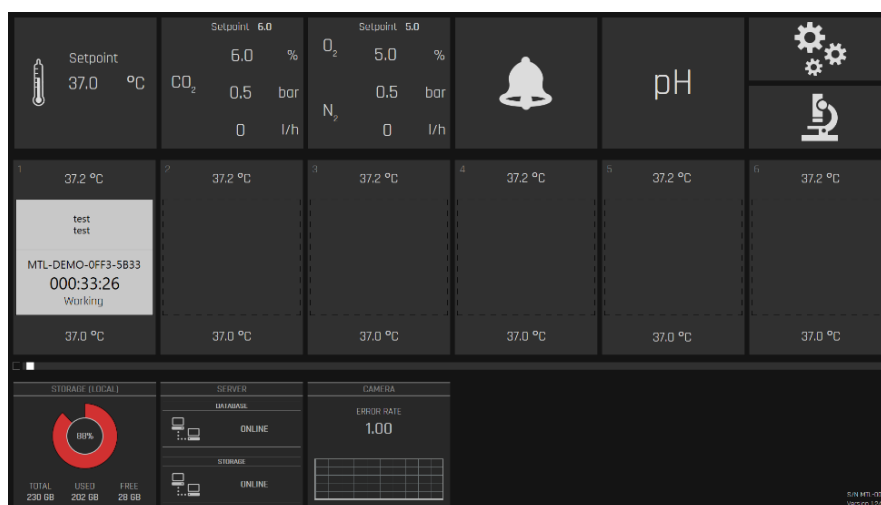 Setpoint
37.0 °C
Setpoint 6.0
CO2
6.0 %
0.5 bar
0 l/h
Setpoint 5.0
O2
5.0 %
N2
0.5 bar
0 l/h
pH
1 2 3 4 5 6
37.2 °C 37.2 °C 37.2 °C 37.2 °C 37.2 °C 37.2 °C
test
test
MTL-DEMO-0FF3-5B33
000:33:26
Working
37.0 °C 37.0 °C 37.0 °C 37.0 °C 37.0 °C 37.0 °C
STORAGE (LOCAL)
88%
TOTAL USED FREE
230 GB 202 GB 28 GB
SERVER
DATABASE
ONLINE
STORAGE
ONLINE
CAMERA
ERROR RATE
1.00
S/N MTL-00